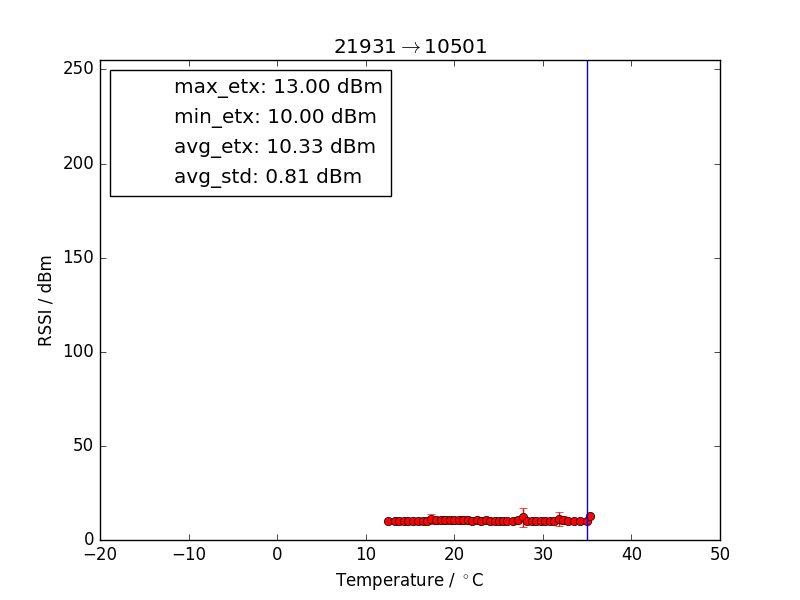 21931→10501
max_etx: 13.00 dBm
min_etx: 10.00 dBm
avg_etx: 10.33 dBm
avg_std: 0.81 dBm
250
200
150
100
50
0
RSSI / dBm
−20 −10 0 10 20 30 40 50
Temperature / °C